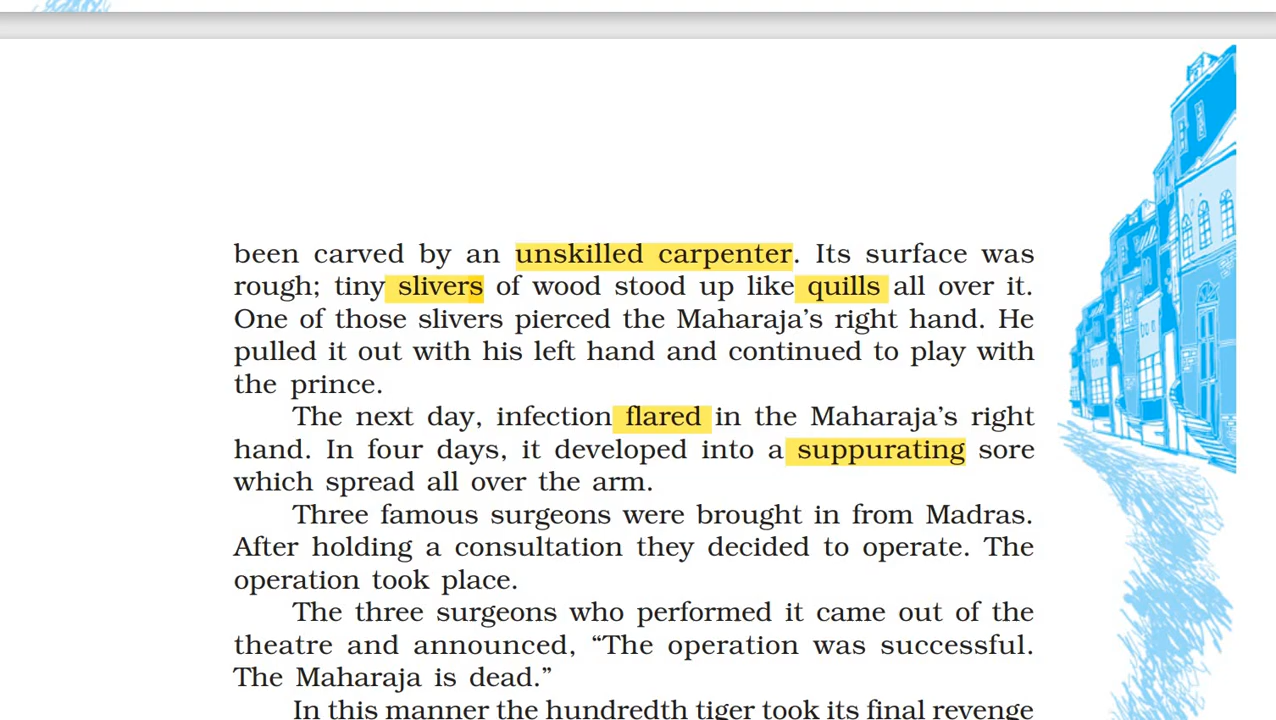 been carved by an unskilled carpenter. Its surface was
rough; tiny slivers of wood stood up like quills all over it.
One of those slivers pierced the Maharaja’s right hand. He
pulled it out with his left hand and continued to play with
the prince.
The next day, infection flared in the Maharaja’s right
hand. In four days, it developed into a suppurating sore
which spread all over the arm.
Three famous surgeons were brought in from Madras.
After holding a consultation they decided to operate. The
operation took place.
The three surgeons who performed it came out of the
theatre and announced, “The operation was successful.
The Maharaja is dead.”
In this manner the hundredth tiger took its final revenge